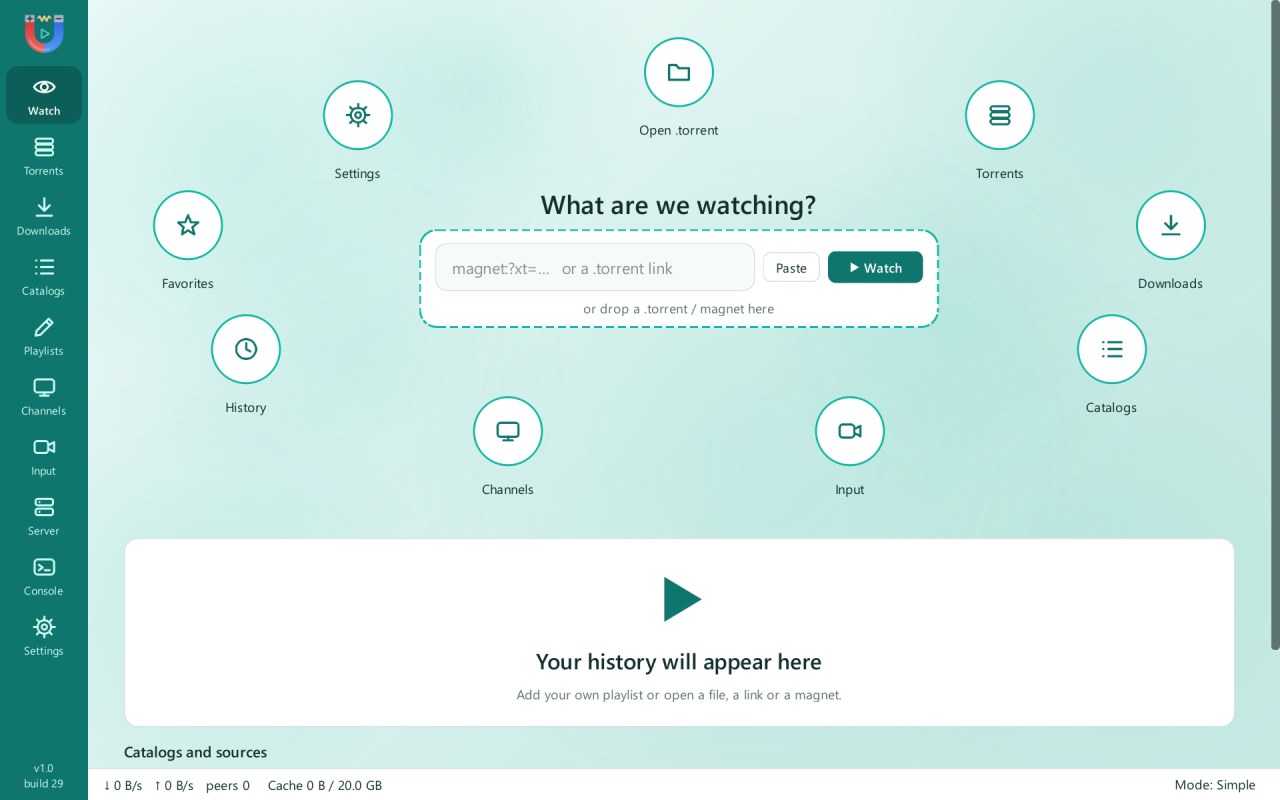 Watch
Torrents
Downloads
Catalogs
Playlists
Channels
Input
Server
Console
Settings
v1.0
build 29
Open .torrent
Settings
Torrents
Favorites
Downloads
What are we watching?
magnet:?xt=... or a .torrent link
Paste
Watch
or drop a .torrent / magnet here
History
Catalogs
Channels
Input
Your history will appear here
Add your own playlist or open a file, a link or a magnet.
Catalogs and sources
↓ 0 B/s ↑ 0 B/s peers 0 Cache 0 B / 20.0 GB
Mode: Simple